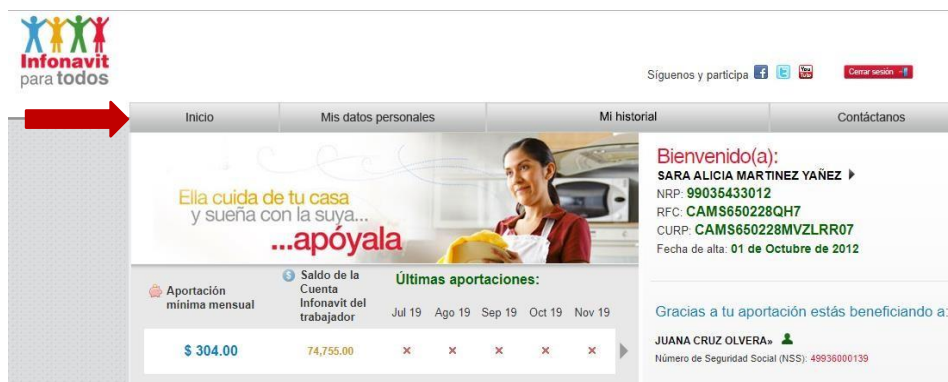 Infonavit
para todos
Síguenos y participa
You
Tube
Cerrar sesión
Inicio
Mis datos personales
Mi historial
Contáctanos
Ella cuida de tu casa
y sueña con la suya...
...apóyala
Bienvenido(a):
SARA ALICIA MARTINEZ YAÑEZ
NRP: 99035433012
RFC: CAMS650228QH7
CURP: CAMS650228MVZLRR07
Fecha de alta: 01 de Octubre de 2012
Aportación
mínima mensual
Saldo de la
Cuenta
Infonavit del
trabajador
Últimas aportaciones:
Jul 19 Ago 19 Sep 19 Oct 19 Nov 19
$ 304.00
74,755.00
× × × × ×
Gracias a tu aportación estás beneficiando a:
JUANA CRUZ OLVERA»
Número de Seguridad Social (NSS): 49936000139